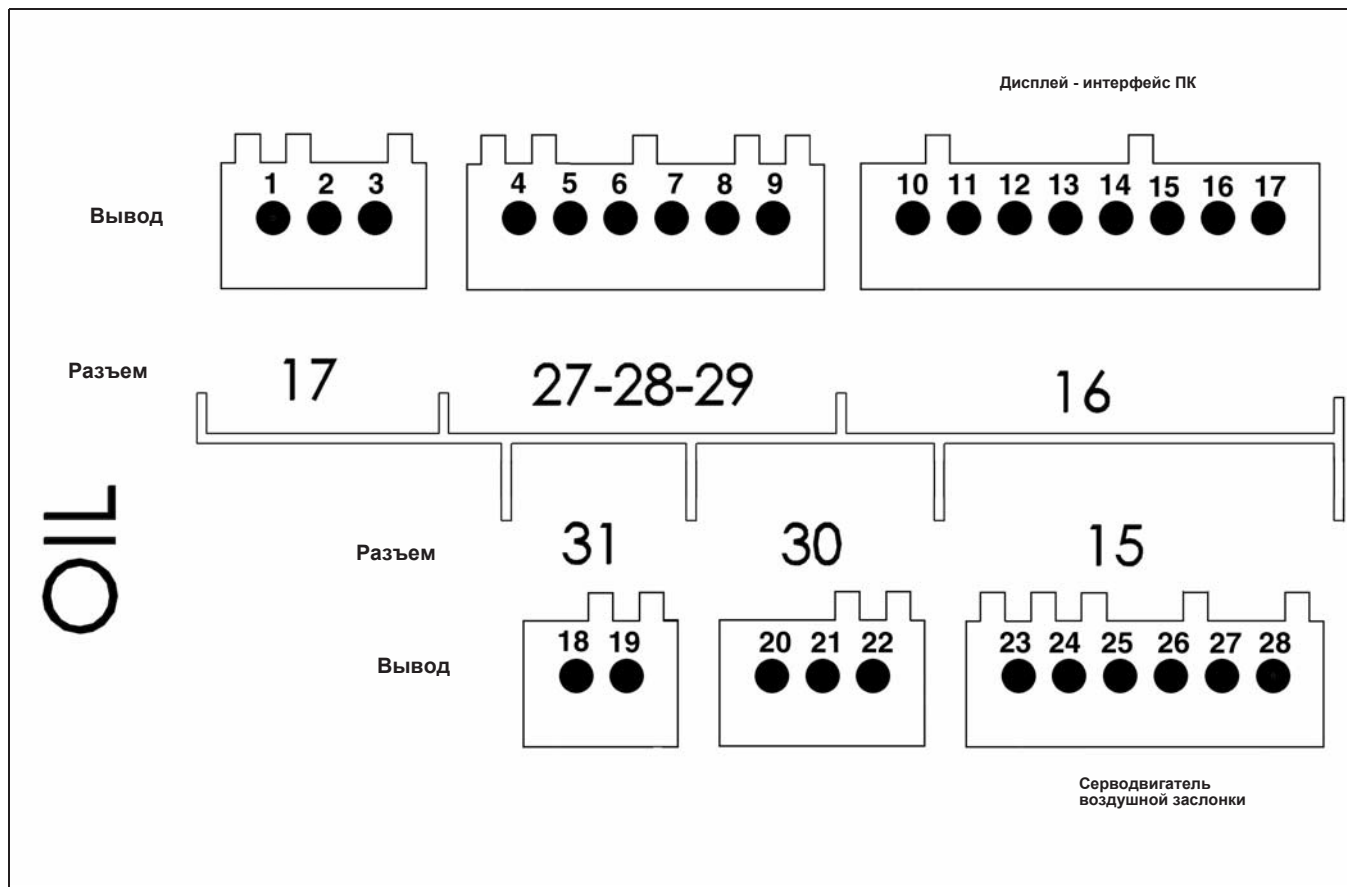 Дисплей - интерфейс ПК
1 2 3 4 5 6 7 8 9 10 11 12 13 14 15 16 17
Вывод
Разъем 17 27-28-29 16
OIL
Разъем 31 30 15
18 19 20 21 22 23 24 25 26 27 28
Вывод
Серводвигатель
воздушной заслонки